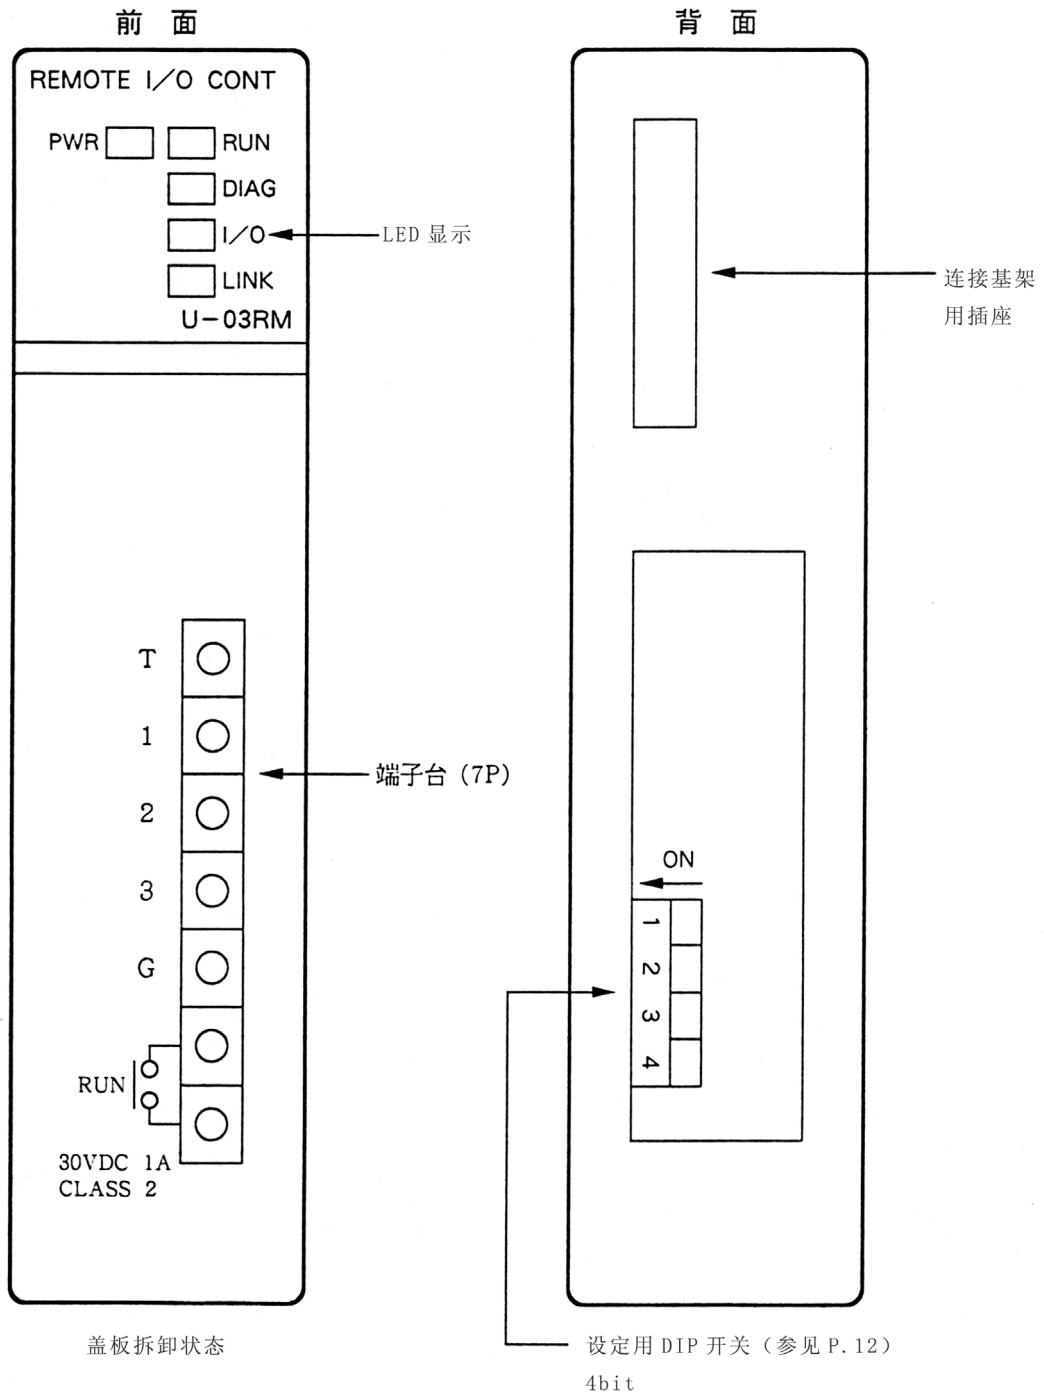 前 面
REMOTE I/O CONT
PWR
RUN
DIAG
I/O
LINK
U-03RM
LED 显示
T
1
2
3
G
RUN
30VDC 1A
CLASS 2
端子台 (7P)
盖板拆卸状态
背 面
连接基架
用插座
ON
1
2
3
4
设定用 DIP 开关（参见 P.12）
4bit